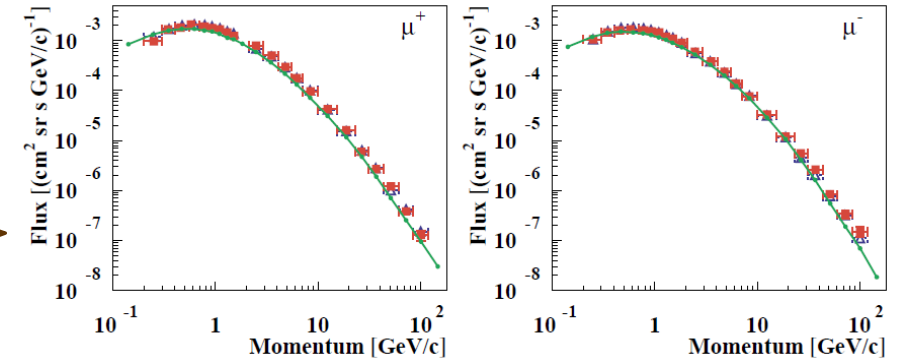 Flux [(cm² sr s GeV/c)⁻¹]
μ⁺
10⁻³
10⁻⁴
10⁻⁵
10⁻⁶
10⁻⁷
10⁻⁸
10⁻¹ 1 10 10²
Momentum [GeV/c]
Flux [(cm² sr s GeV/c)⁻¹]
μ⁻
10⁻³
10⁻⁴
10⁻⁵
10⁻⁶
10⁻⁷
10⁻⁸
10⁻¹ 1 10 10²
Momentum [GeV/c]